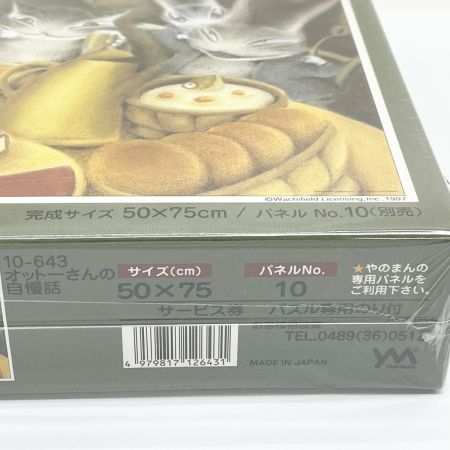 ©Wachifield Licensing, Inc., 1997
完成サイズ 50×75cm / パネル No.10(別売)
10-643
オットーさんの
自慢話
サイズ(cm)
50×75
パネルNo.
10
★やのまんの
専用パネルを
ご利用下さい。
サービス券 パズル専用のり付
TEL.0489(36)051
4 979817 126431
MADE IN JAPAN